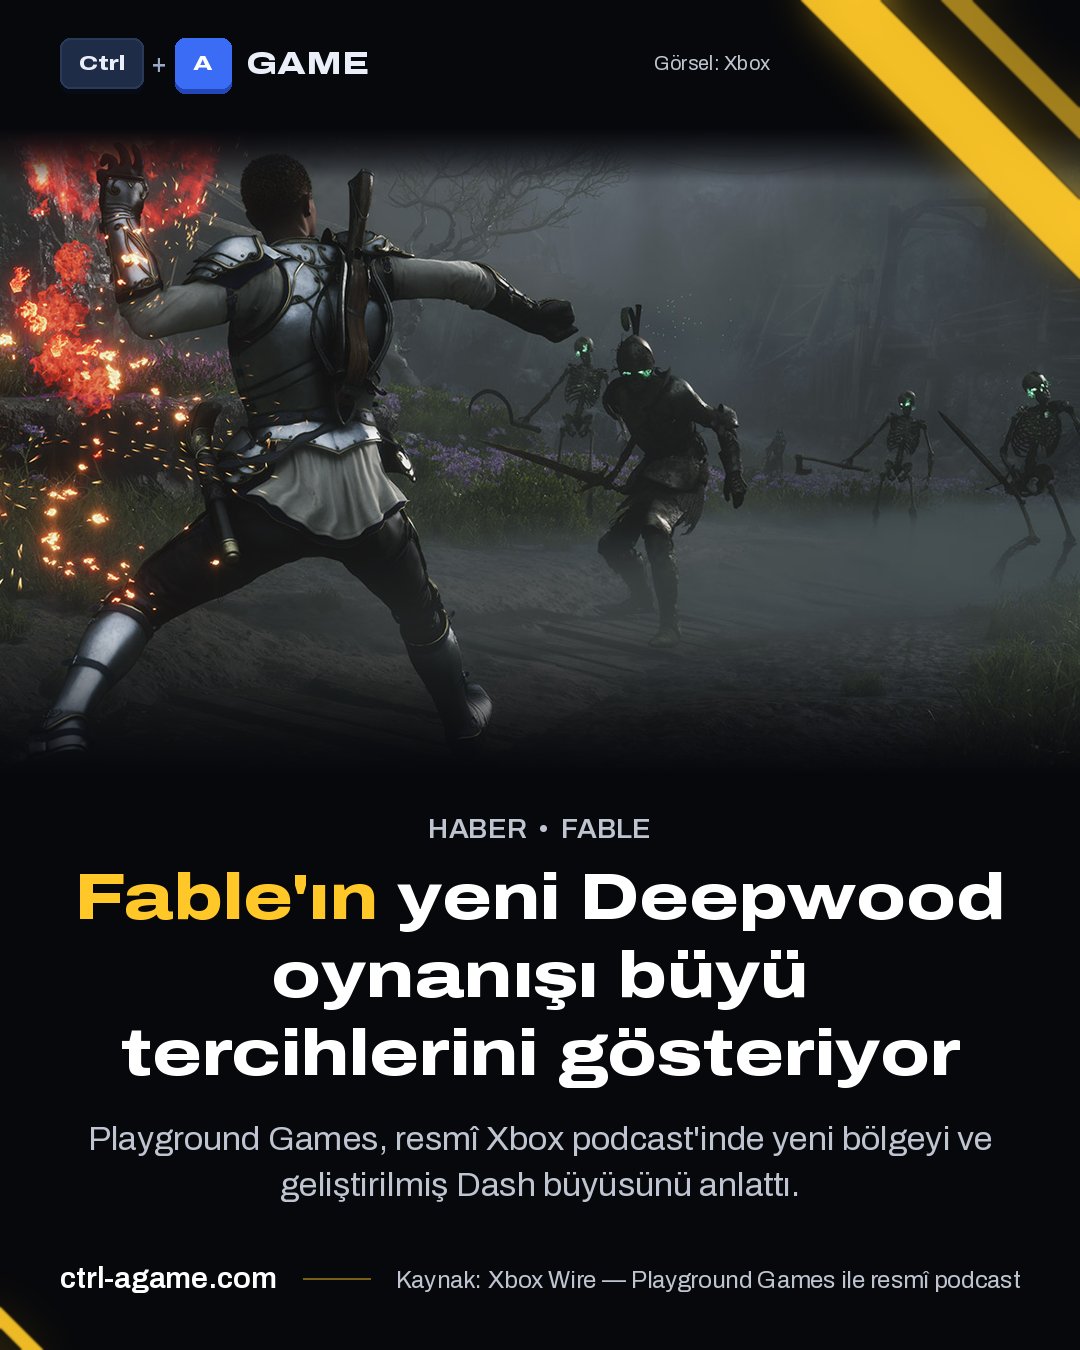 Ctrl + A GAME
Görsel: Xbox
HABER • FABLE
Fable'ın yeni Deepwood
oynanışı büyü
tercihlerini gösteriyor
Playground Games, resmî Xbox podcast'inde yeni bölgeyi ve
geliştirilmiş Dash büyüsünü anlattı.
ctrl-agame.com
Kaynak: Xbox Wire — Playground Games ile resmî podcast